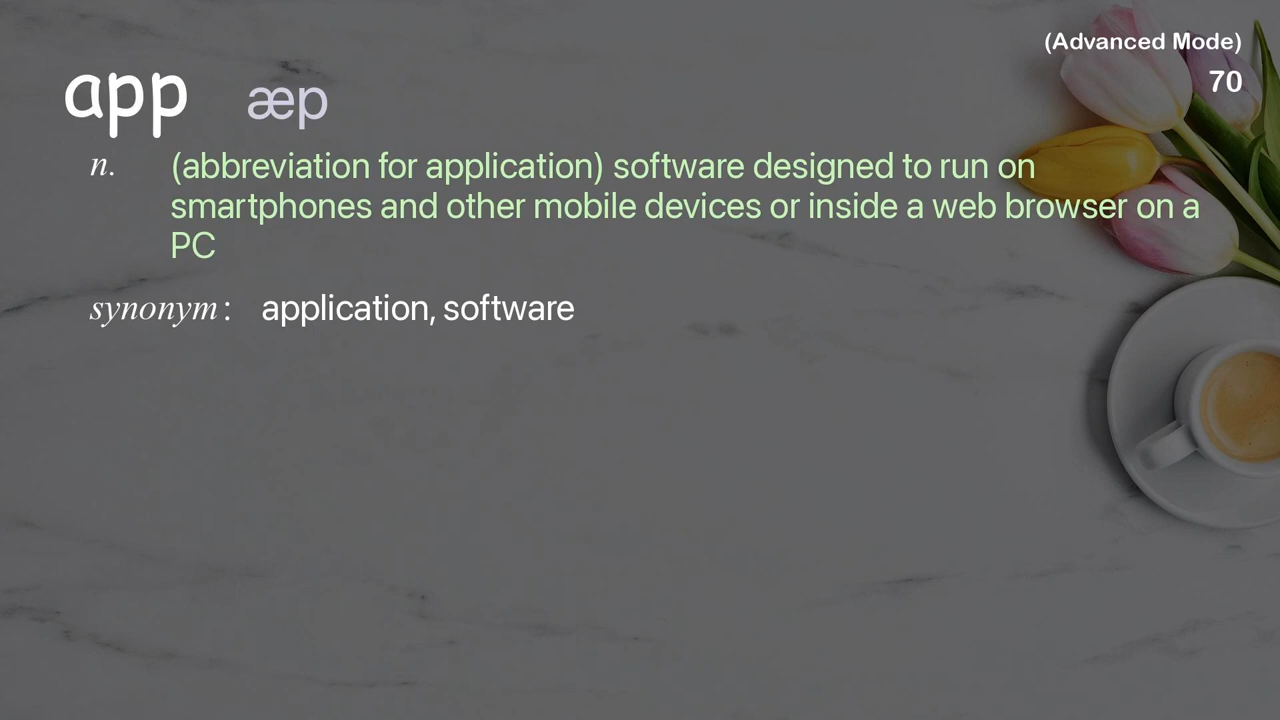 (Advanced Mode)
app æp
70
n. (abbreviation for application) software designed to run on
smartphones and other mobile devices or inside a web browser on a
PC
synonym: application, software